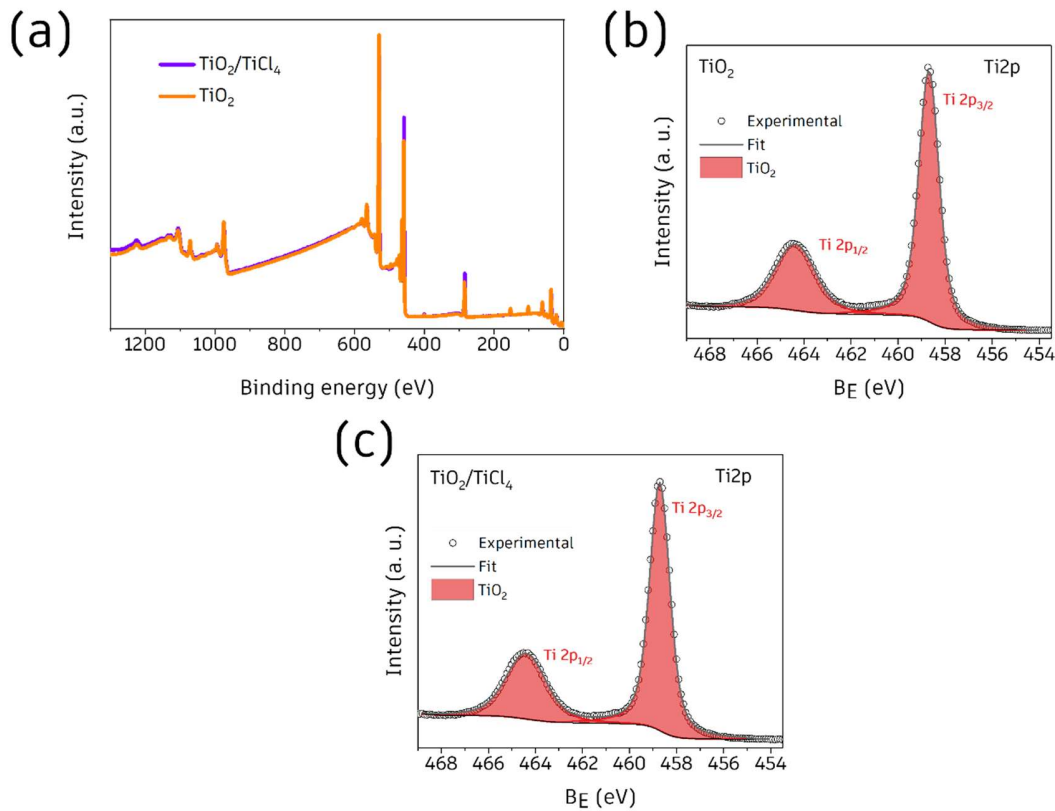 (a)
TiO₂/TiCl₄
TiO₂
Intensity (a.u.)
1200 1000 800 600 400 200 0
Binding energy (eV)
(b)
TiO₂ Ti2p
Ti 2p₃/₂
Experimental
Fit
TiO₂
Ti 2p₁/₂
Intensity (a. u.)
468 466 464 462 460 458 456 454
B_E (eV)
(c)
TiO₂/TiCl₄ Ti2p
Ti 2p₃/₂
Experimental
Fit
TiO₂
Ti 2p₁/₂
Intensity (a. u.)
468 466 464 462 460 458 456 454
B_E (eV)